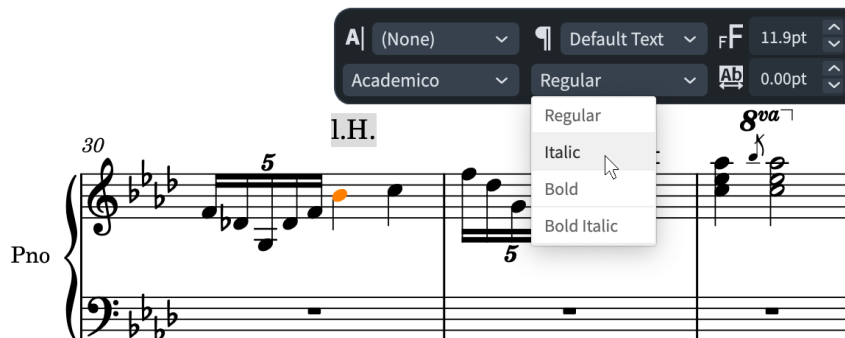 A| (None) ¶ Default Text FF 11.9pt
Academico Regular Ab 0.00pt
Regular
Italic
Bold
Bold Italic
l.H.
8va
30
5
5
Pno